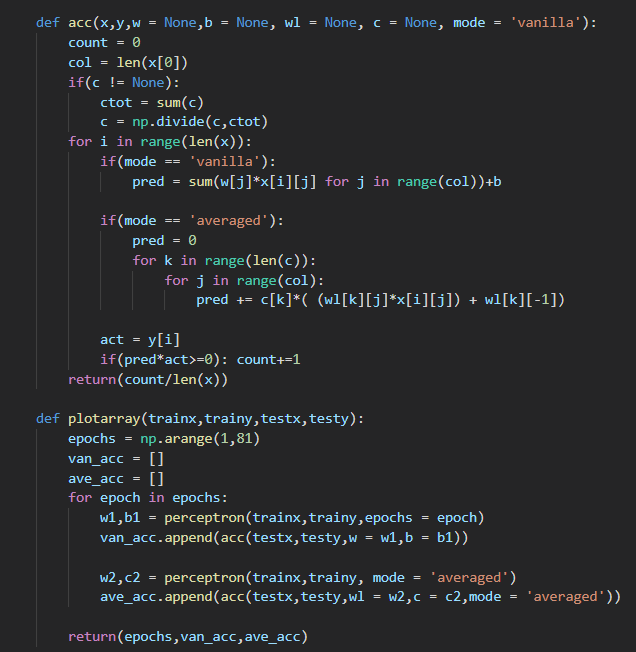 def acc(x,y,w = None,b = None, wl = None, c = None, mode = 'vanilla'):
    count = 0
    col = len(x[0])
    if(c != None):
        ctot = sum(c)
        c = np.divide(c,ctot)
    for i in range(len(x)):
        if(mode == 'vanilla'):
            pred = sum(w[j]*x[i][j] for j in range(col))+b
        if(mode == 'averaged'):
            pred = 0
            for k in range(len(c)):
                for j in range(col):
                    pred += c[k]*( (wl[k][j]*x[i][j]) + wl[k][-1])
        act = y[i]
        if(pred*act>=0): count+=1
    return(count/len(x))
def plotarray(trainx,trainy,testx,testy):
    epochs = np.arange(1,81)
    van_acc = []
    ave_acc = []
    for epoch in epochs:
        w1,b1 = perceptron(trainx,trainy,epochs = epoch)
        van_acc.append(acc(testx,testy,w = w1,b = b1))
        w2,c2 = perceptron(trainx,trainy, mode = 'averaged')
        ave_acc.append(acc(testx,testy,wl = w2,c = c2,mode = 'averaged'))
    return(epochs,van_acc,ave_acc)